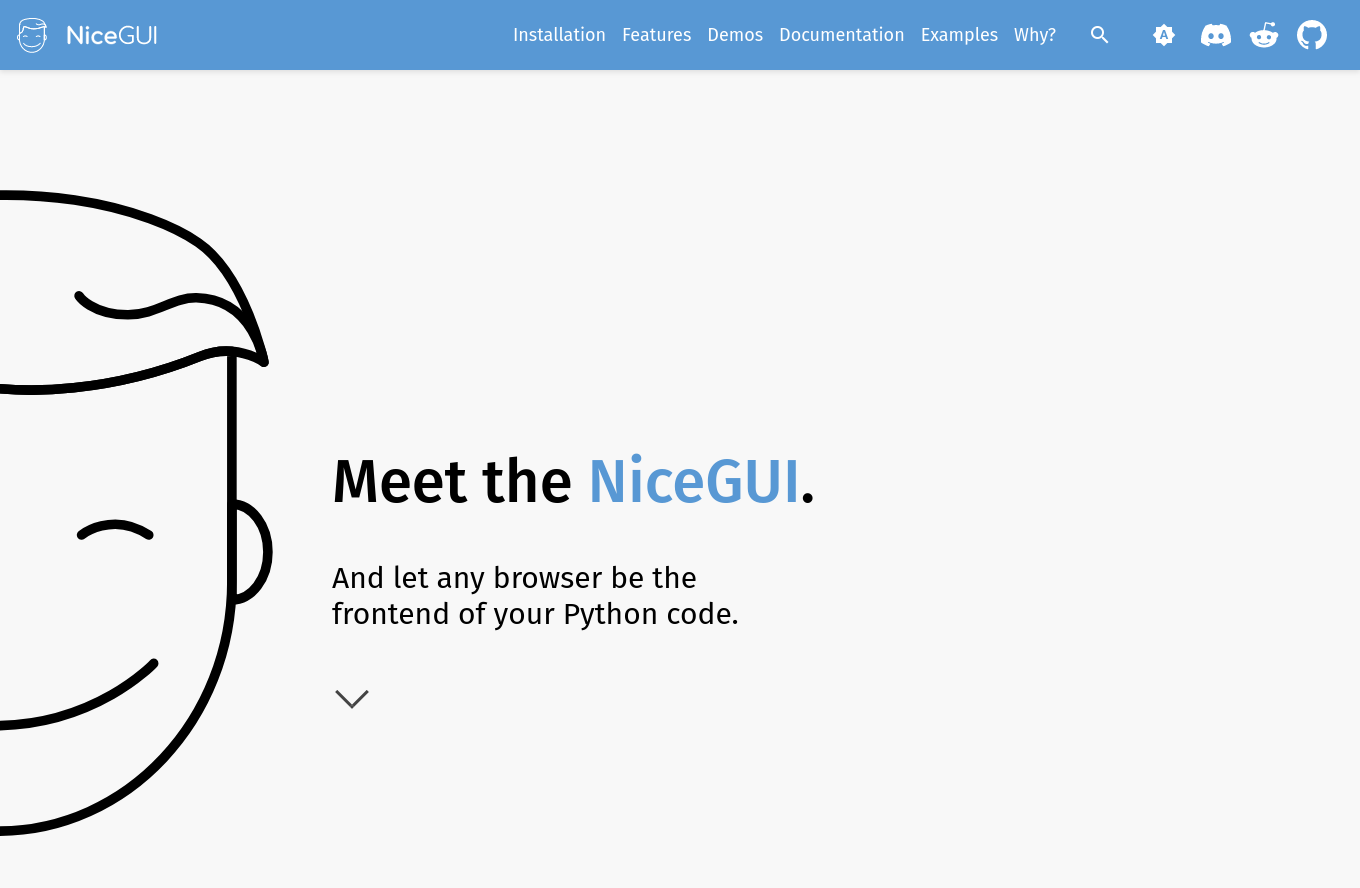 NiceGUI
Installation Features Demos Documentation Examples Why?
A
Meet the NiceGUI.
And let any browser be the
frontend of your Python code.